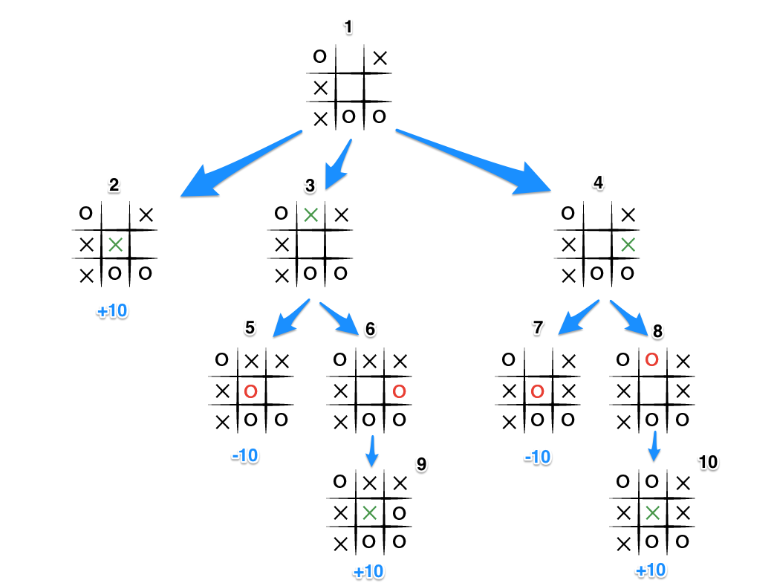 1
O X
X
X O O
2 3 4
O X O X X O X
X X X X X
X O O X O O X O O
+10
5 6 7 8
O X X O X X O X O O X
X O X O X O X X X
X O O X O O X O O X O O
-10 -10
9 10
O X X O O X
X X O X X X
X O O X O O
+10 +10